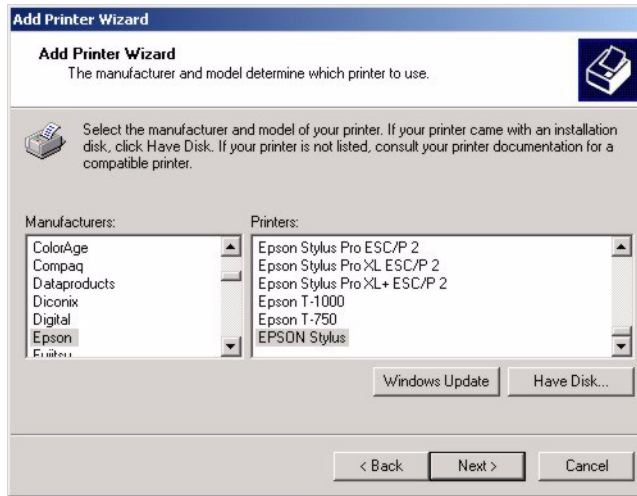 Add Printer Wizard
Add Printer Wizard
The manufacturer and model determine which printer to use.
Select the manufacturer and model of your printer. If your printer came with an installation
disk, click Have Disk. If your printer is not listed, consult your printer documentation for a
compatible printer.
Manufacturers:
ColorAge
Compaq
Dataproducts
Diconix
Digital
Epson
Fujitsu
Printers:
Epson Stylus Pro ESC/P 2
Epson Stylus Pro XL ESC/P 2
Epson Stylus Pro XL+ ESC/P 2
Epson T-1000
Epson T-750
EPSON Stylus
Windows Update
Have Disk...
< Back
Next >
Cancel